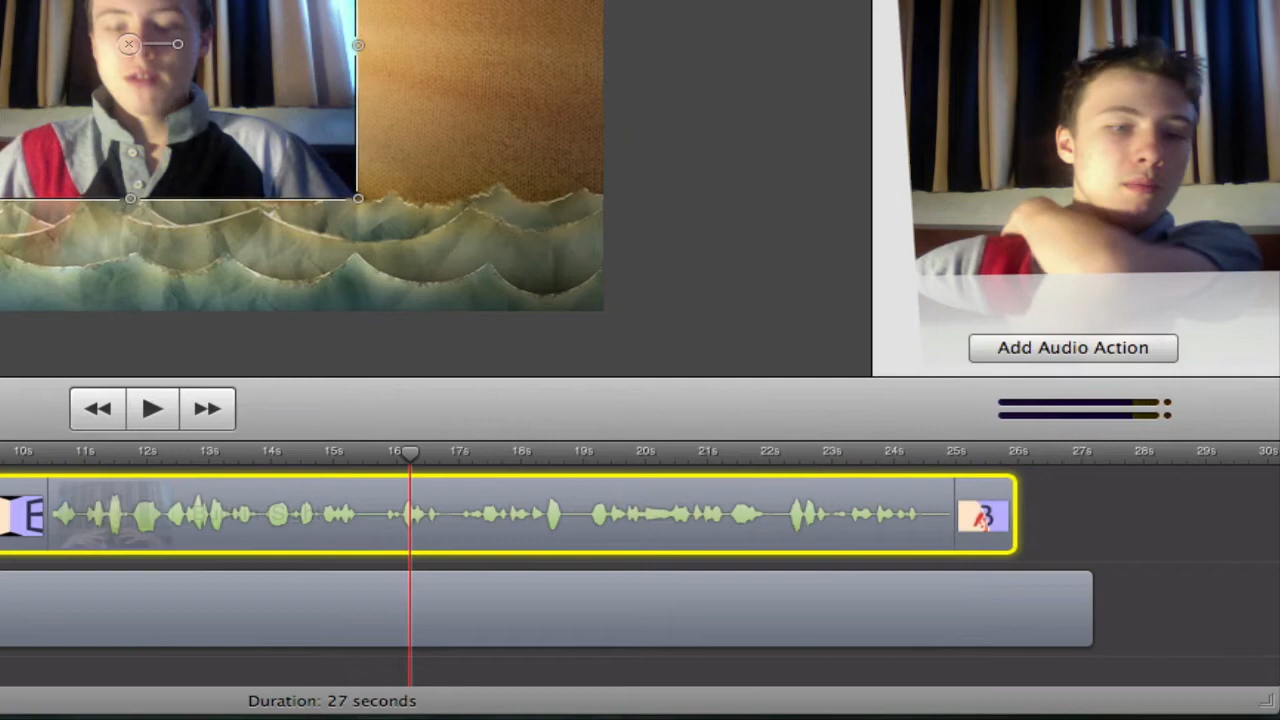 Add Audio Action
10s 11s 12s 13s 14s 15s 16 17s 18s 19s 20s 21s 22s 23s 24s 25s 26s 27s 28s 29s 30s
Duration: 27 seconds